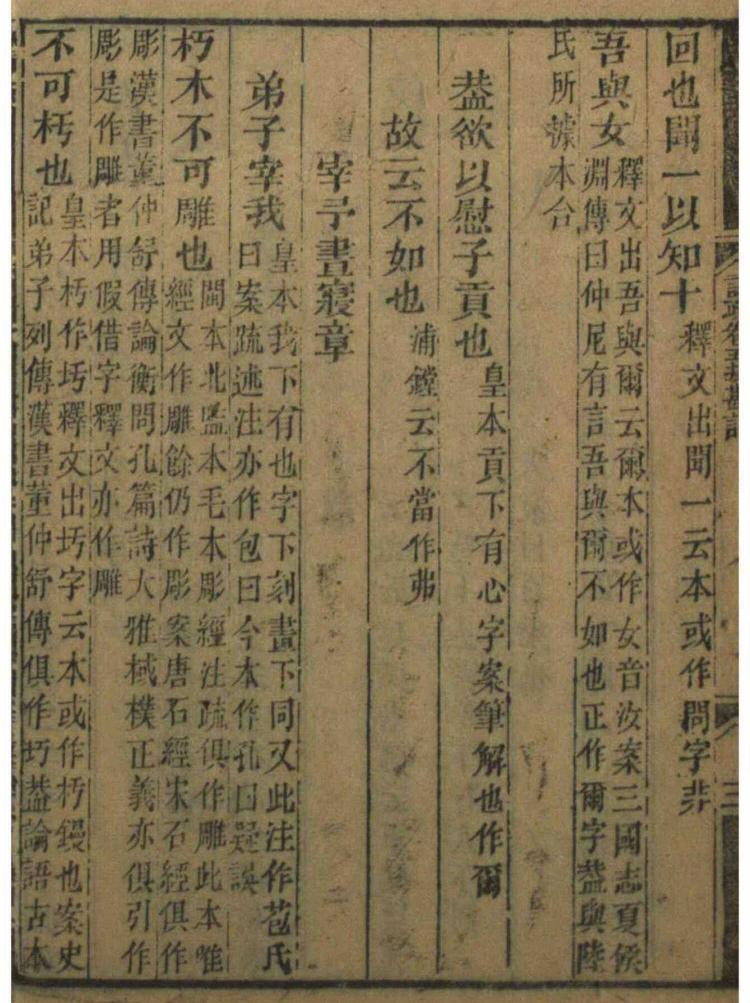 回也聞一以知十
釋文出聞一云本或作問字非
吾與女
釋文出吾與爾云爾本或作女音汝案三國志夏候
淵傳曰仲尼有言吾與爾不如也正作爾字葢與陸
氏所據本合
葢欲以慰子貢也
皇本貢下有心字案筆解也作爾
故云不如也
浦鏜云不當作弗
宰予晝寢章
弟子宰我
皇本我下有也字下刻畫下同又此注作苞氏
曰案疏述注亦作包曰今本作孔曰疑誤
朽木不可雕也
閩本北監本毛本彫經注疏俱作雕此本唯
經文作雕餘仍作彫案唐石經宋石經俱作
彫漢書董仲舒傳論衡問孔篇詩大雅棫樸正義亦俱引作
彫是作雕者用假借字釋文亦作雕
不可杇也
皇本朽作圬釋文出圬字云本或作杇鏝也案史
記弟子列傳漢書董仲舒傳俱作圬葢論語古本